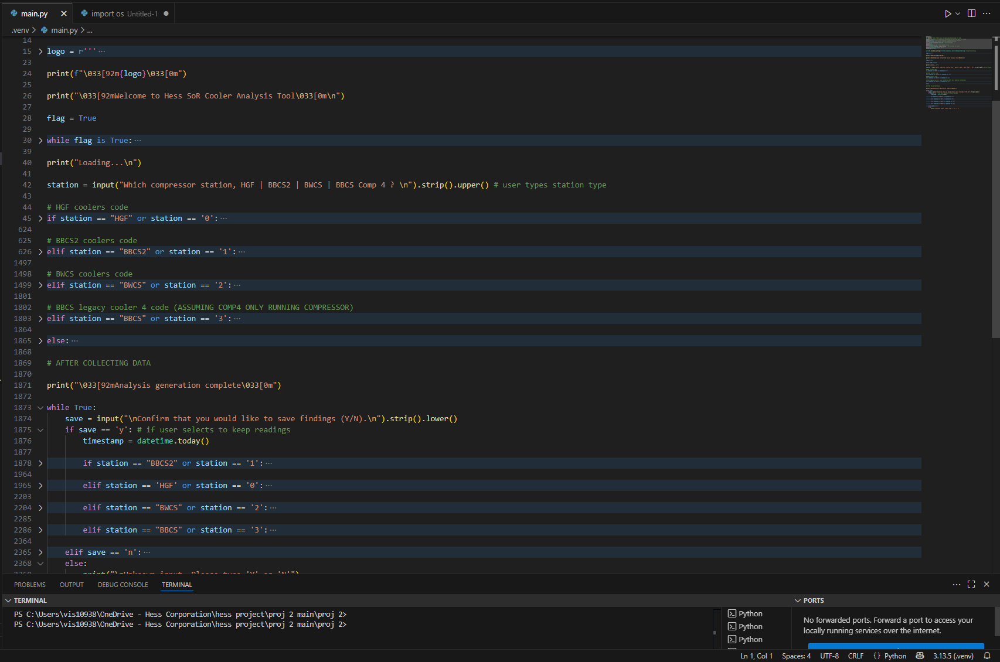 main.py
import os Untitled-1
.venv > main.py > ...
14
15 logo = r'''...
23
24 print(f"\033[92m{logo}\033[0m")
25
26 print("\033[92mWelcome to Hess SoR Cooler Analysis Tool\033[0m\n")
27
28 flag = True
29
30 while flag is True:...
39
40 print("Loading...\n")
41
42 station = input("Which compressor station, HGF | BBCS2 | BWCS | BBCS Comp 4 ? \n").strip().upper() # user types station type
43
44 # HGF coolers code
45 if station == "HGF" or station == '0':...
624
625 # BBCS2 coolers code
626 elif station == "BBCS2" or station == '1':...
1497
1498 # BWCS coolers code
1499 elif station == "BWCS" or station == '2':...
1801
1802 # BBCS legacy cooler 4 code (ASSUMING COMP4 ONLY RUNNING COMPRESSOR)
1803 elif station == "BBCS" or station == '3':...
1864
1865 else:...
1868
1869 # AFTER COLLECTING DATA
1870
1871 print("\033[92mAnalysis generation complete\033[0m")
1872
1873 while True:
1874 save = input("\nConfirm that you would like to save findings (Y/N).\n").strip().lower()
1875 if save == 'y': # if user selects to keep readings
1876 timestamp = datetime.today()
1877
1878 if station == "BBCS2" or station == '1':...
1964
1965 elif station == 'HGF' or station == '0':...
2203
2204 elif station == "BWCS" or station == '2':...
2285
2286 elif station == "BBCS" or station == '3':...
2364
2365 elif save == 'n':...
2368 else:
2369 print("\nUnknown input. Please type 'Y' or 'N'")
PROBLEMS OUTPUT DEBUG CONSOLE TERMINAL
TERMINAL
PS C:\Users\vis10938\OneDrive - Hess Corporation\hess project\proj 2 main\proj 2>
PS C:\Users\vis10938\OneDrive - Hess Corporation\hess project\proj 2 main\proj 2>
Python
Python
Python
PORTS
No forwarded ports. Forward a port to access your
locally running services over the internet.
Ln 1, Col 1 Spaces: 4 UTF-8 CRLF {} Python 3.13.5 (.venv)